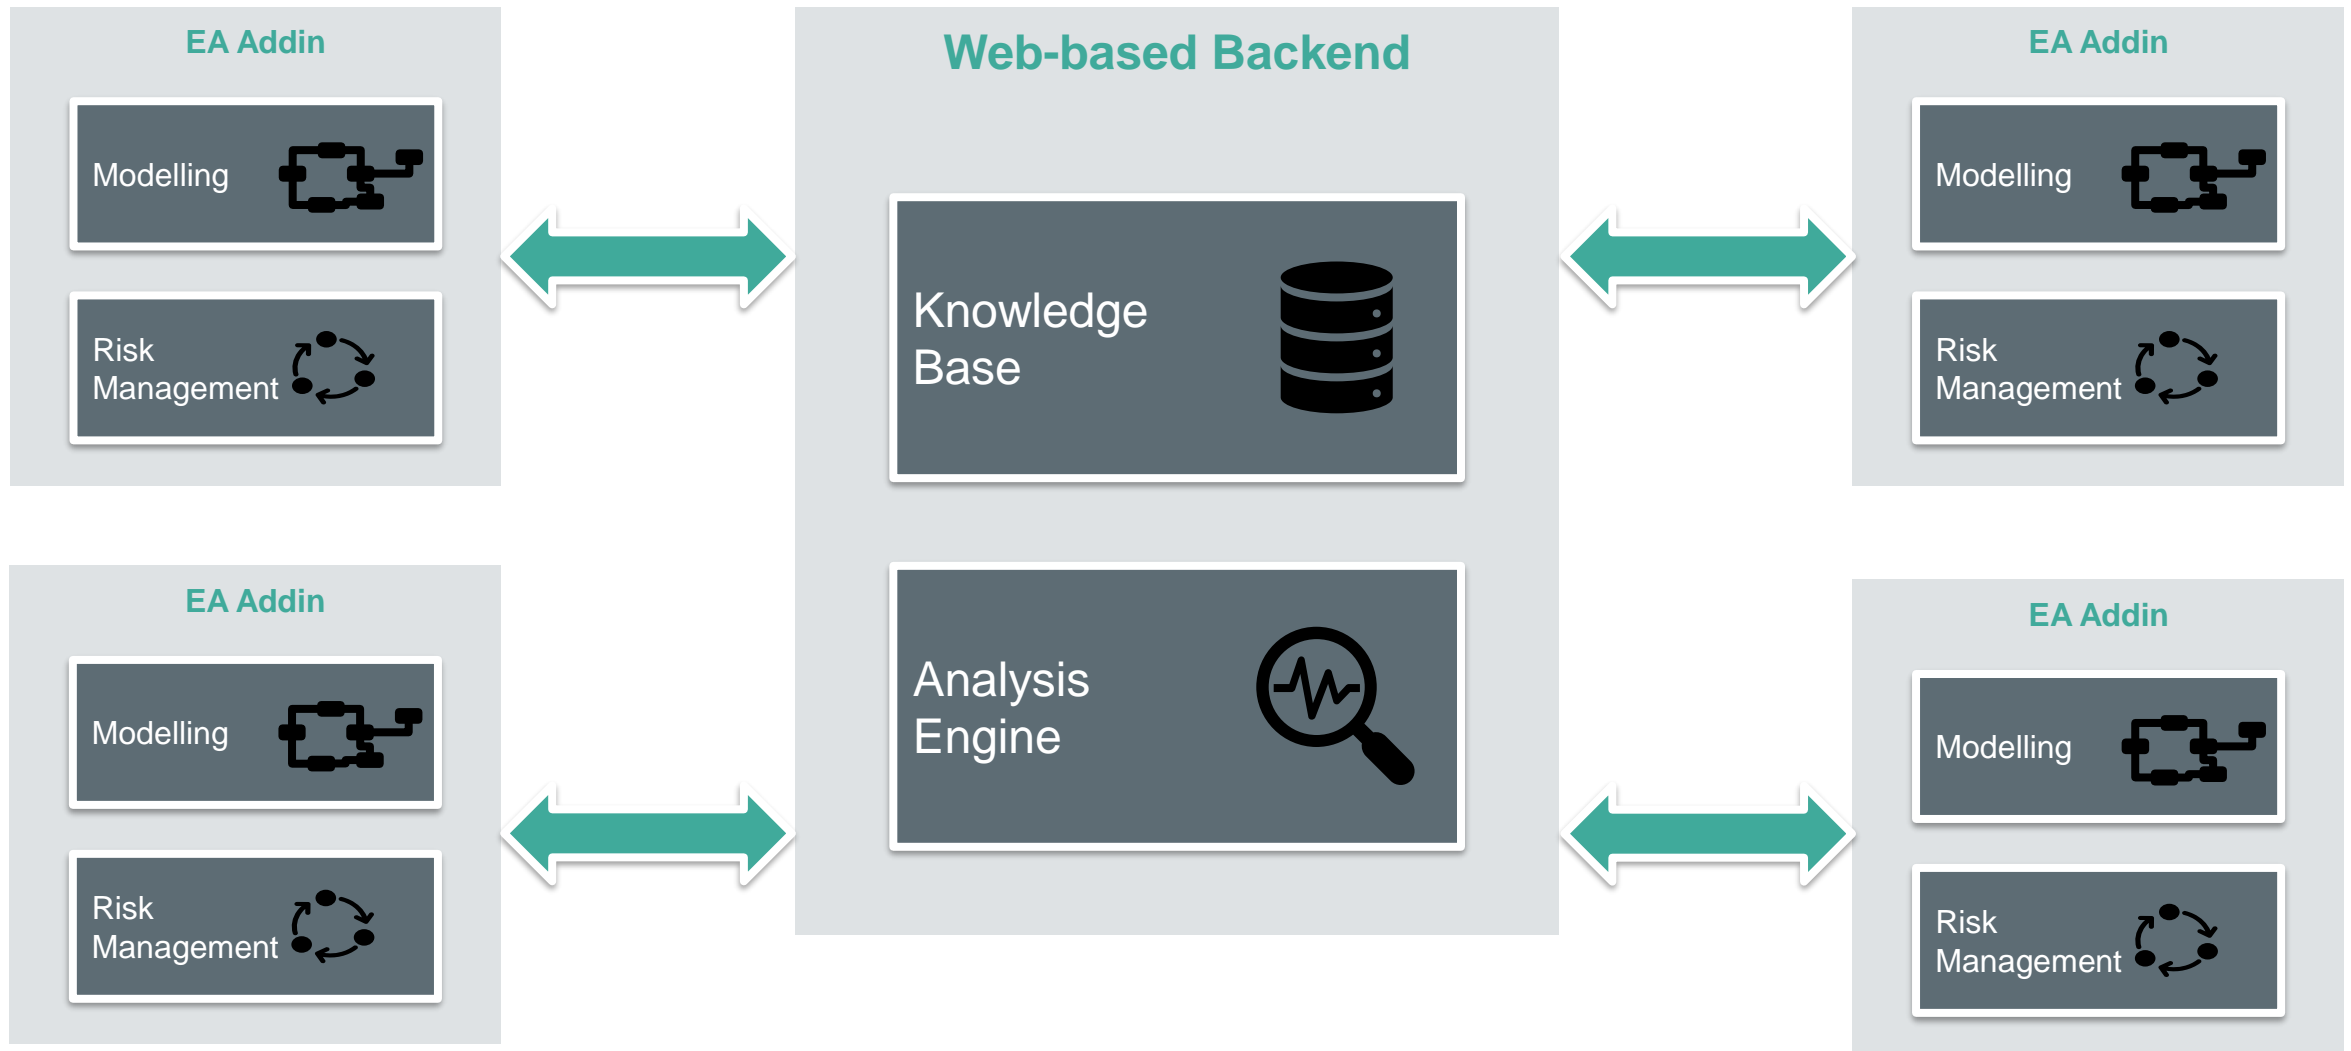 EA Addin
Modelling
Risk
Management
EA Addin
Modelling
Risk
Management
Web-based Backend
Knowledge
Base
Analysis
Engine
EA Addin
Modelling
Risk
Management
EA Addin
Modelling
Risk
Management